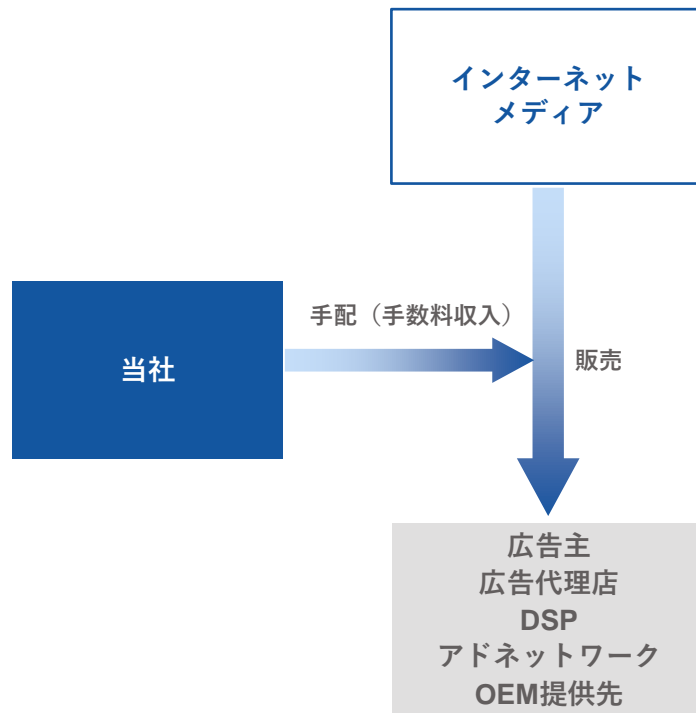 インターネット
メディア
手配（手数料収入）
当社
販売
広告主
広告代理店
DSP
アドネットワーク
OEM提供先